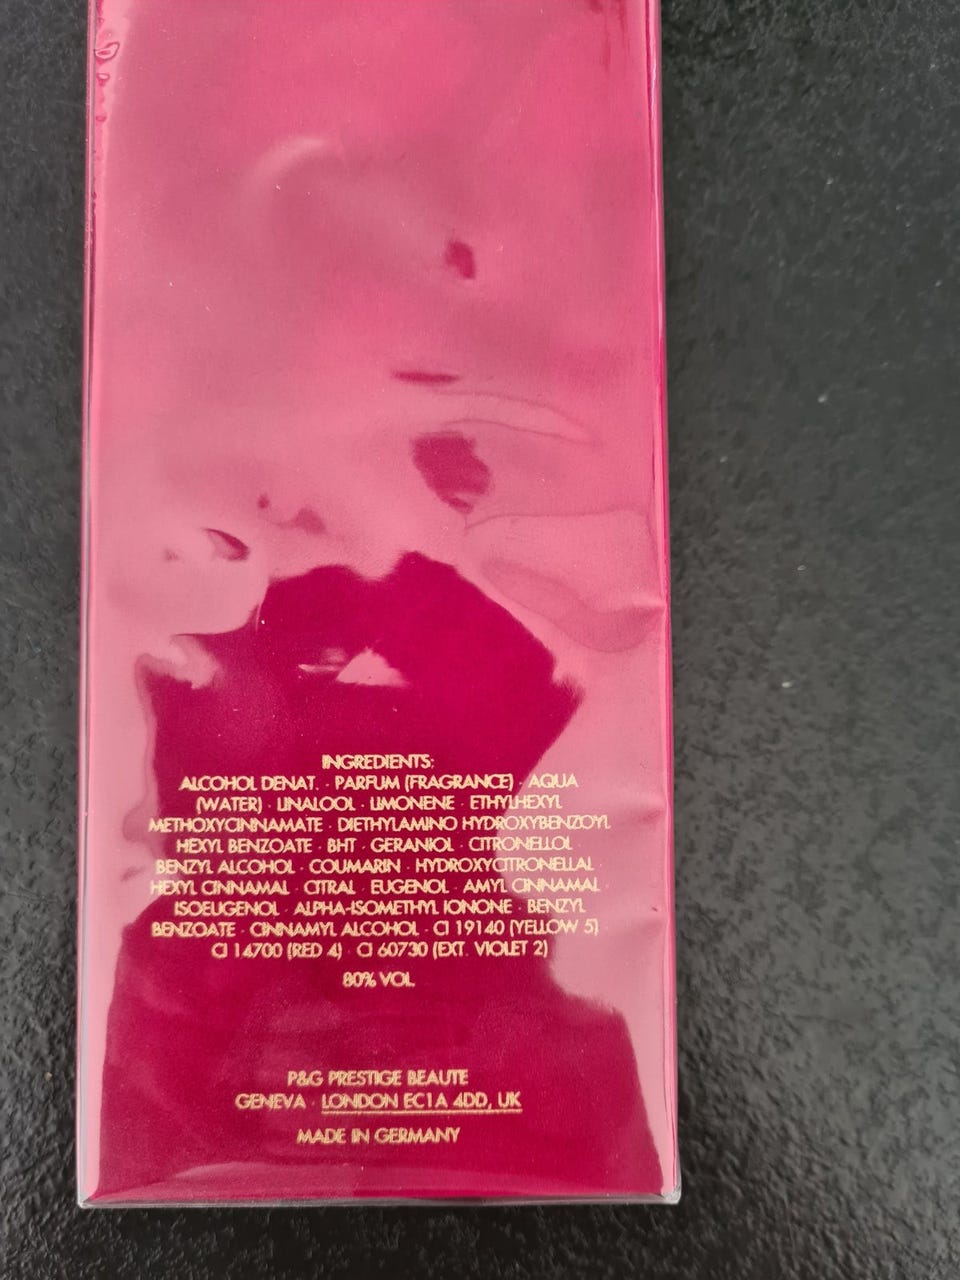 INGREDIENTS:
ALCOHOL DENAT. · PARFUM (FRAGRANCE) · AQUA
(WATER) · LINALOOL · LIMONENE · ETHYLHEXYL
METHOXYCINNAMATE · DIETHYLAMINO HYDROXYBENZOYL
HEXYL BENZOATE · BHT · GERANIOL · CITRONELLOL ·
BENZYL ALCOHOL · COUMARIN · HYDROXYCITRONELLAL ·
HEXYL CINNAMAL · CITRAL · EUGENOL · AMYL CINNAMAL ·
ISOEUGENOL · ALPHA-ISOMETHYL IONONE · BENZYL
BENZOATE · CINNAMYL ALCOHOL · CI 19140 (YELLOW 5) ·
CI 14700 (RED 4) · CI 60730 (EXT. VIOLET 2)
80% VOL.
P&G PRESTIGE BEAUTE
GENEVA · LONDON EC1A 4DD, UK
MADE IN GERMANY